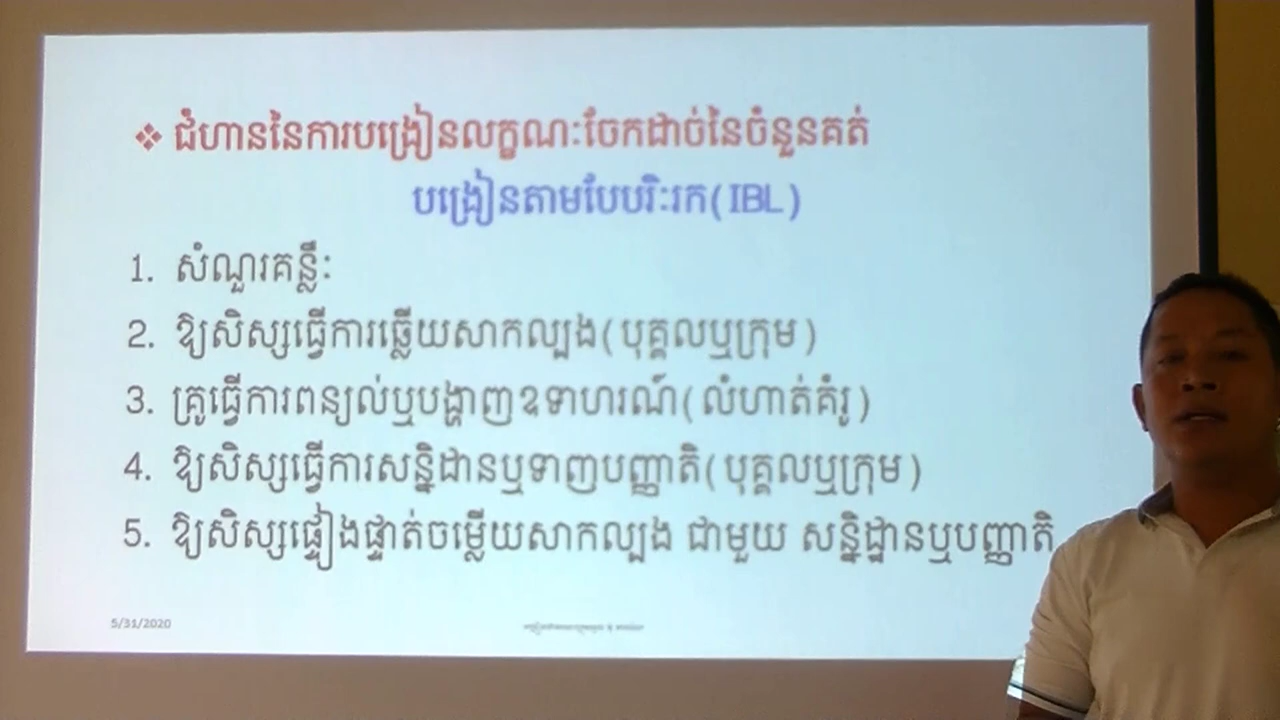 ❖ ជំហាននៃការបង្រៀនលក្ខណៈចែកដាច់នៃចំនួនគត់
បង្រៀនតាមបែបរិះរក(IBL)
1. សំណួរគន្លឹៈ
2. ឱ្យសិស្សធ្វើការឆ្លើយសាកល្បង(បុគ្គលឬក្រុម)
3. គ្រូធ្វើការពន្យល់ឬបង្ហាញឧទាហរណ៍(លំហាត់គំរូ)
4. ឱ្យសិស្សធ្វើការសន្និដានឬទាញបញ្ញាតិ(បុគ្គលឬក្រុម)
5. ឱ្យសិស្សផ្ទៀងផ្ទាត់ចម្លើយសាកល្បង ជាមួយ សន្និដ្ឋានឬបញ្ញាតិ
5/31/2020